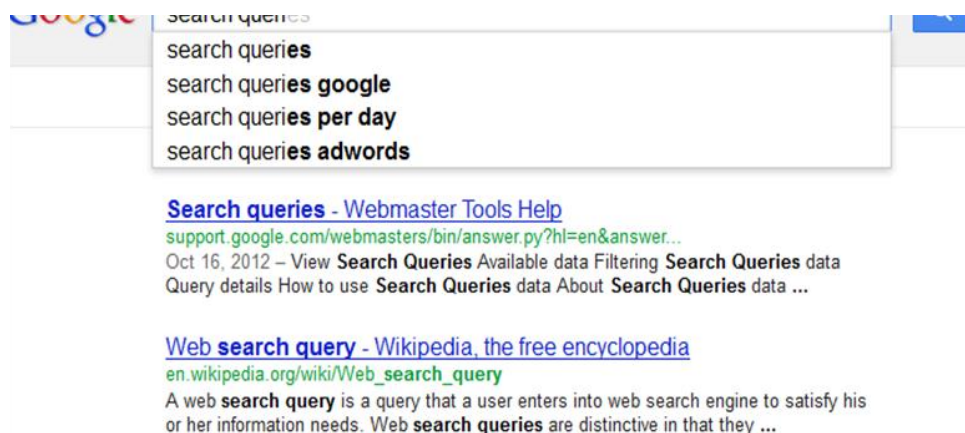 Google search queries
search queries
search queries google
search queries per day
search queries adwords
Search queries - Webmaster Tools Help
support.google.com/webmasters/bin/answer.py?hl=en&answer...
Oct 16, 2012 – View Search Queries Available data Filtering Search Queries data
Query details How to use Search Queries data About Search Queries data ...
Web search query - Wikipedia, the free encyclopedia
en.wikipedia.org/wiki/Web_search_query
A web search query is a query that a user enters into web search engine to satisfy his
or her information needs. Web search queries are distinctive in that they ...